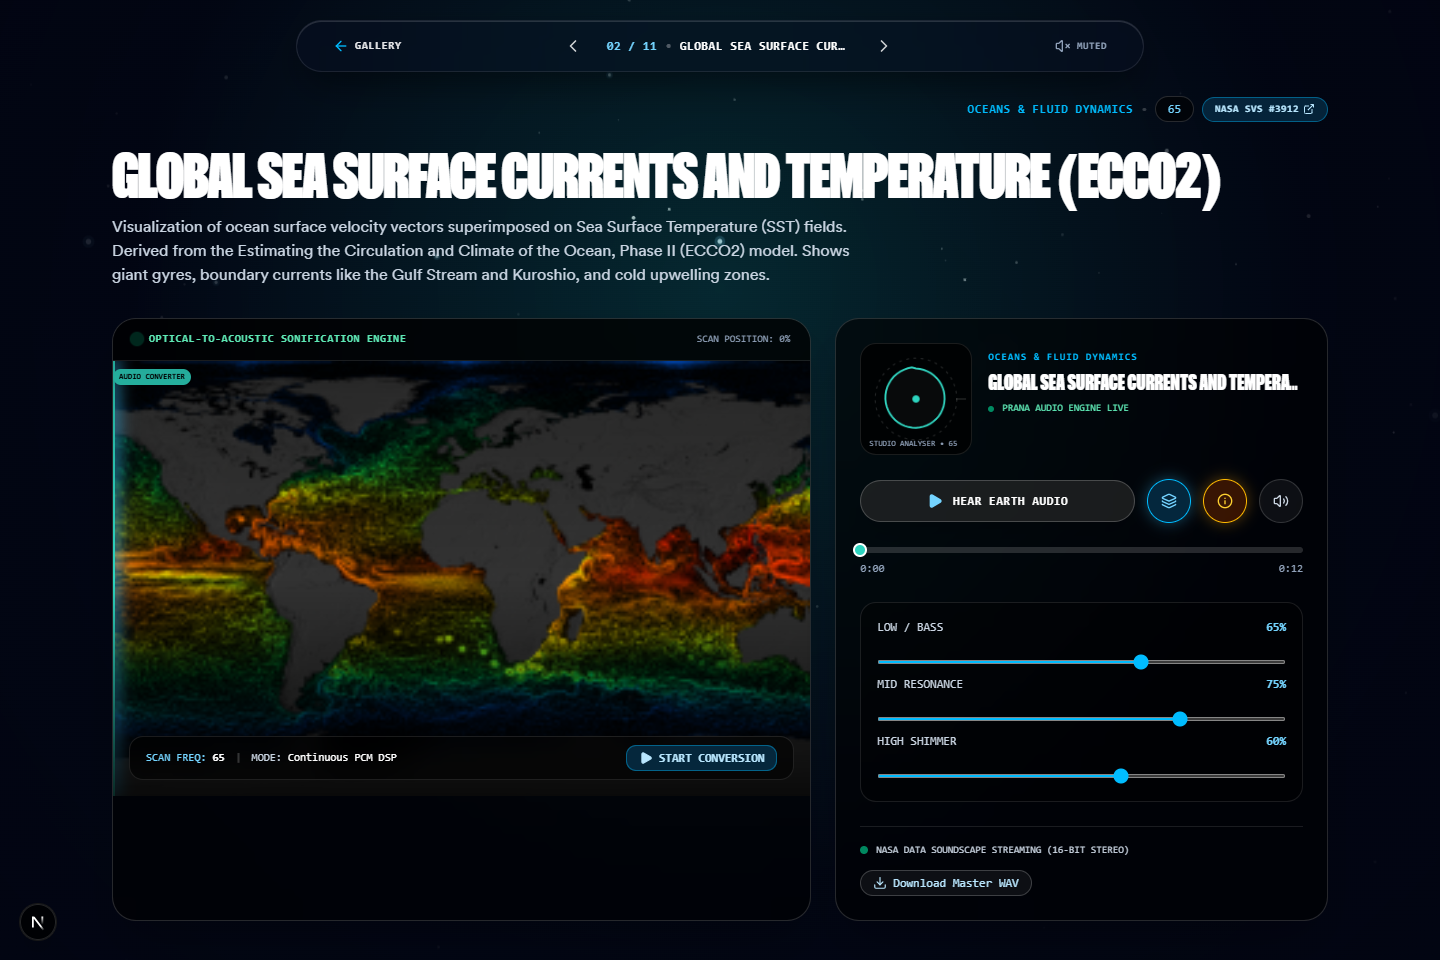 GALLERY
02 / 11 • GLOBAL SEA SURFACE CUR…
MUTED
OCEANS & FLUID DYNAMICS •
65
NASA SVS #3912
GLOBAL SEA SURFACE CURRENTS AND TEMPERATURE (ECCO2)
Visualization of ocean surface velocity vectors superimposed on Sea Surface Temperature (SST) fields.
Derived from the Estimating the Circulation and Climate of the Ocean, Phase II (ECCO2) model. Shows
giant gyres, boundary currents like the Gulf Stream and Kuroshio, and cold upwelling zones.
OPTICAL-TO-ACOUSTIC SONIFICATION ENGINE
SCAN POSITION: 0%
AUDIO CONVERTER
SCAN FREQ: 65 | MODE: Continuous PCM DSP
START CONVERSION
STUDIO ANALYSER • 65
OCEANS & FLUID DYNAMICS
GLOBAL SEA SURFACE CURRENTS AND TEMPERA…
PRANA AUDIO ENGINE LIVE
HEAR EARTH AUDIO
0:00
0:12
LOW / BASS
65%
MID RESONANCE
75%
HIGH SHIMMER
60%
NASA DATA SOUNDSCAPE STREAMING (16-BIT STEREO)
Download Master WAV
N